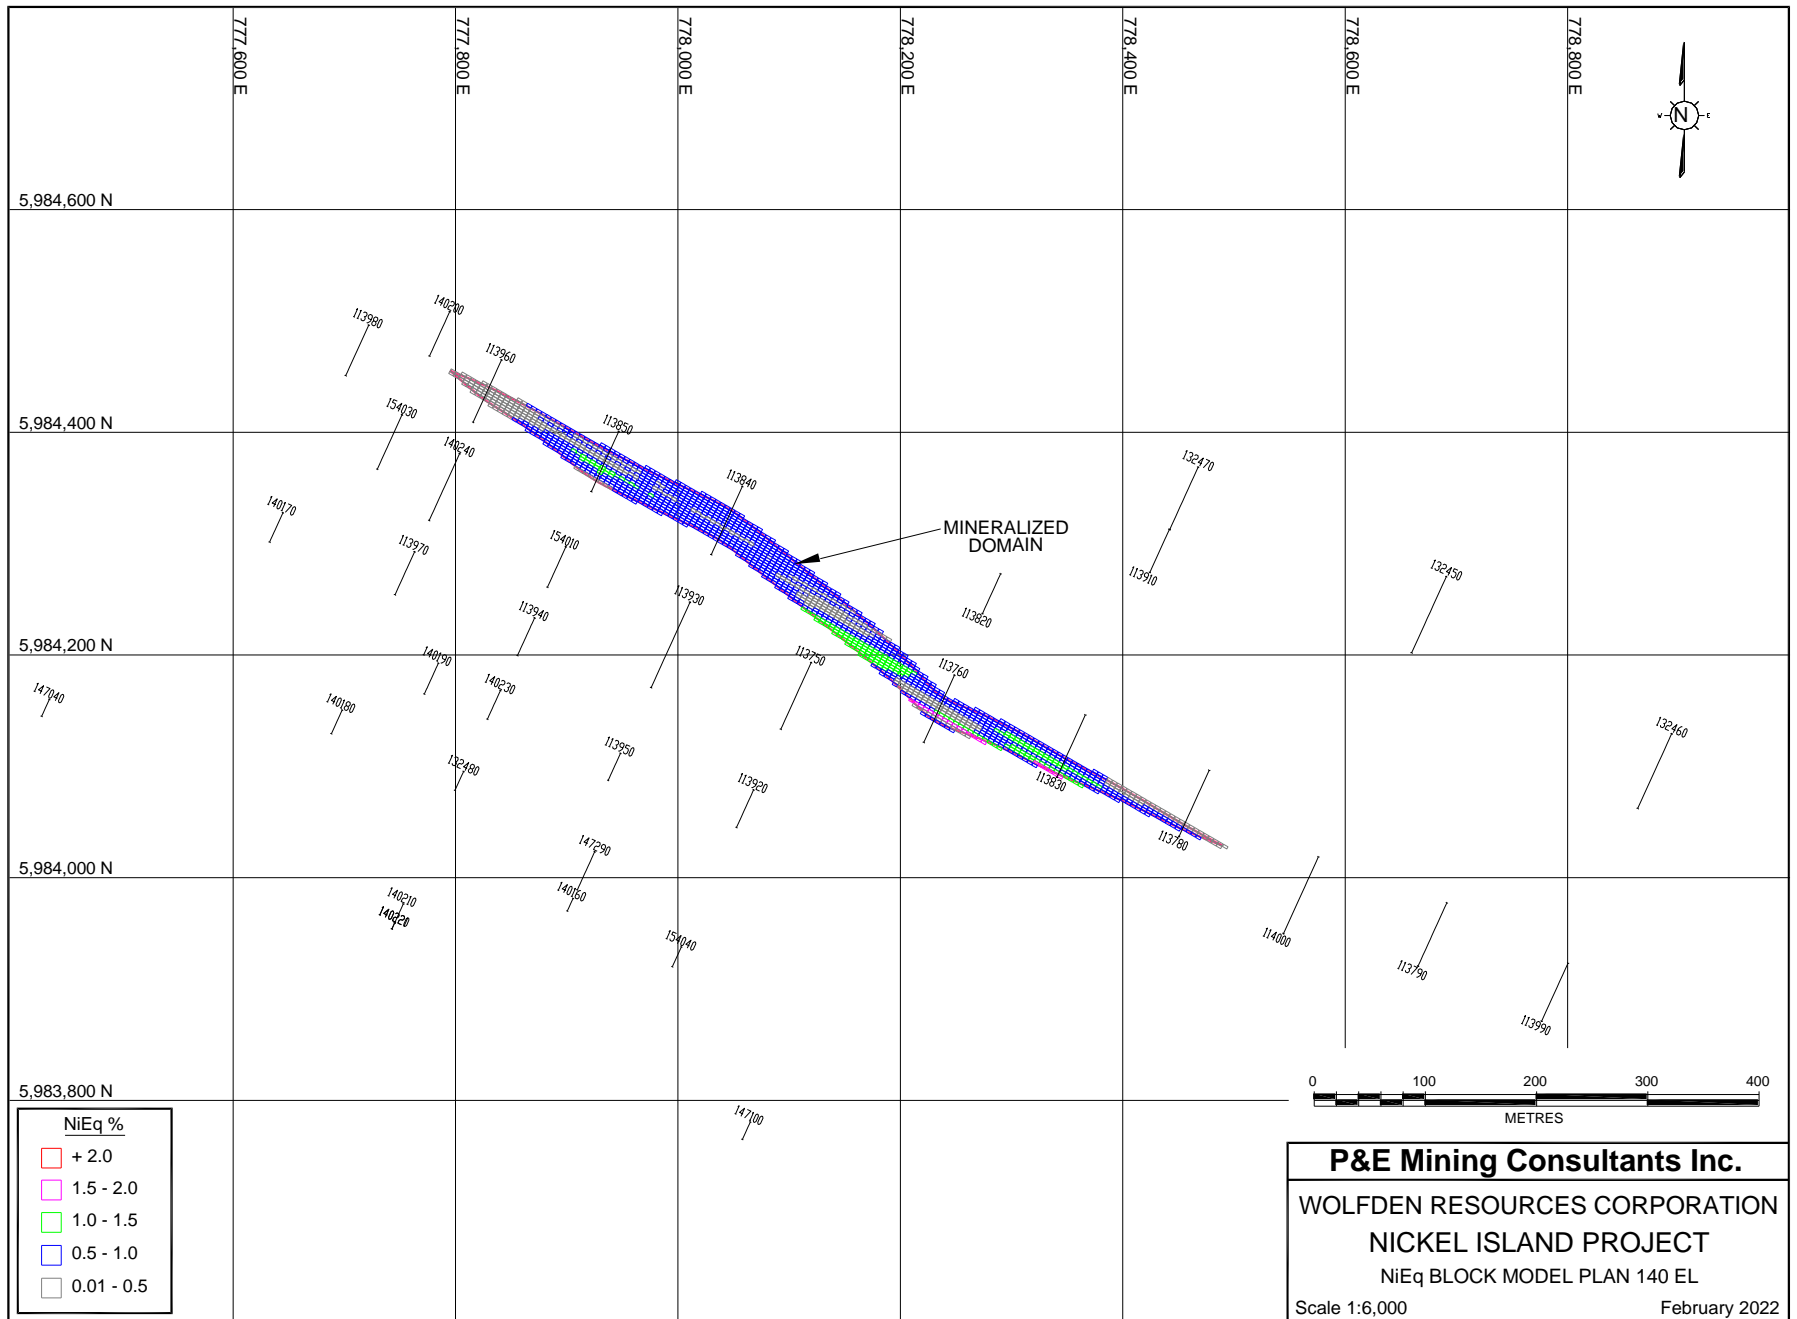 777,600 E
777,800 E
778,000 E
778,200 E
778,400 E
778,600 E
778,800 E
W N E
5,984,600 N
5,984,400 N
5,984,200 N
5,984,000 N
5,983,800 N
113980
140200
113960
154030
140240
113850
113840
132470
140170
113970
154010
MINERALIZED
DOMAIN
113910
132450
113930
113940
113820
140190
140230
113750
113760
147040
140180
132460
132480
113950
113920
113830
113780
147290
140160
140210
140220
154040
114000
113790
113990
147100
0 100 200 300 400
METRES
NiEq %
+ 2.0
1.5 - 2.0
1.0 - 1.5
0.5 - 1.0
0.01 - 0.5
P&E Mining Consultants Inc.
WOLFDEN RESOURCES CORPORATION
NICKEL ISLAND PROJECT
NiEq BLOCK MODEL PLAN 140 EL
Scale 1:6,000 February 2022